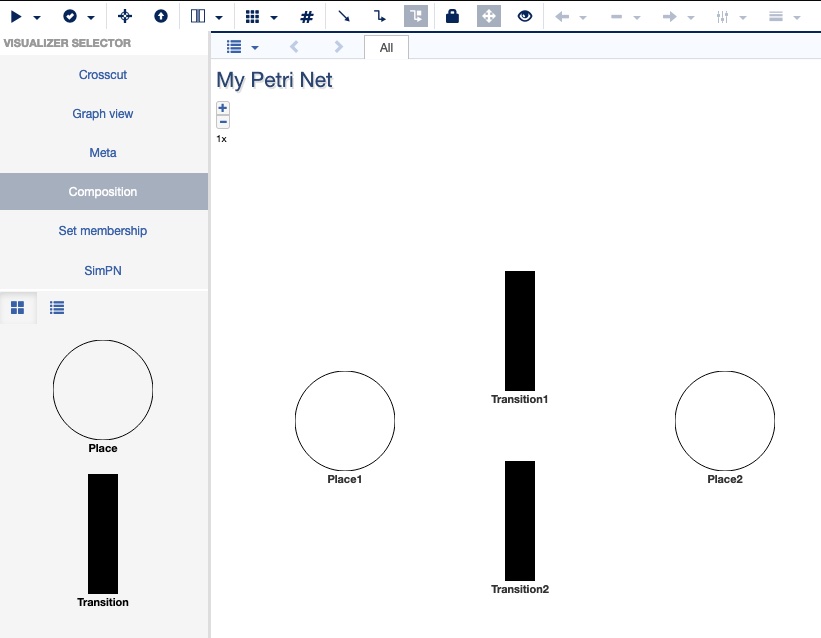 VISUALIZER SELECTOR
Crosscut
Graph view
Meta
Composition
Set membership
SimPN
Place
Transition
All
My Petri Net
+
−
1x
Transition1
Place1
Place2
Transition2